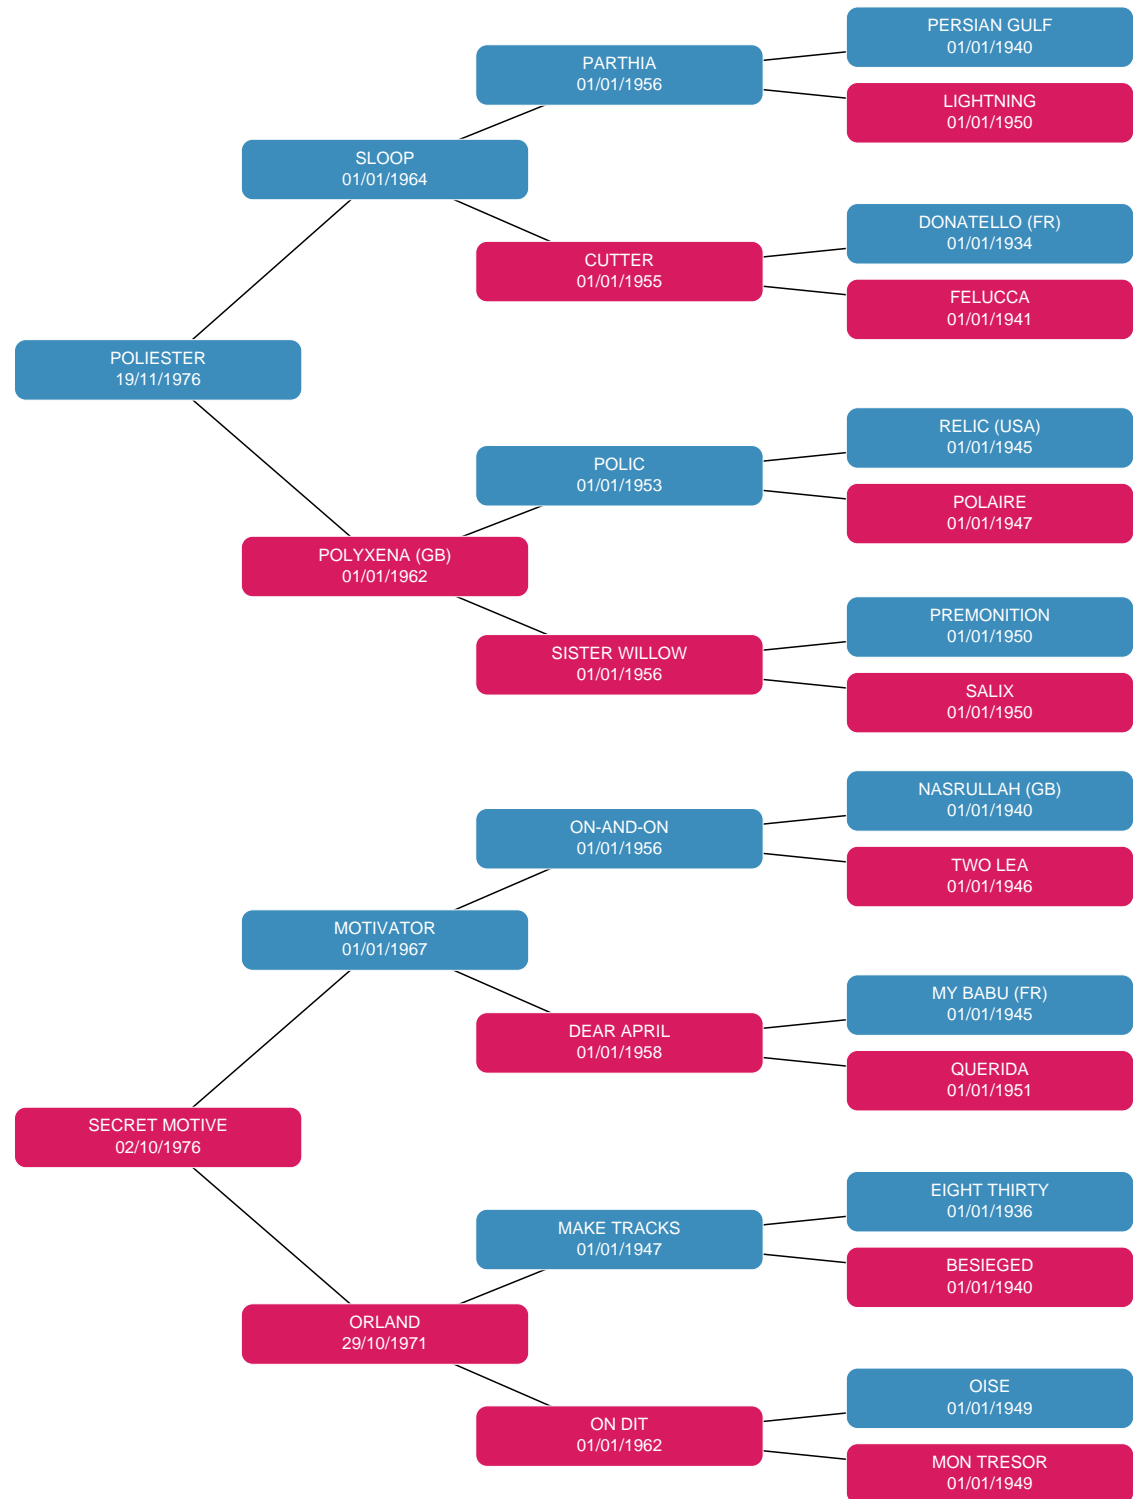 PERSIAN GULF
01/01/1940
PARTHIA
01/01/1956
LIGHTNING
01/01/1950
SLOOP
01/01/1964
DONATELLO (FR)
01/01/1934
CUTTER
01/01/1955
FELUCCA
01/01/1941
POLIESTER
19/11/1976
RELIC (USA)
01/01/1945
POLIC
01/01/1953
POLAIRE
01/01/1947
POLYXENA (GB)
01/01/1962
PREMONITION
01/01/1950
SISTER WILLOW
01/01/1956
SALIX
01/01/1950
NASRULLAH (GB)
01/01/1940
ON-AND-ON
01/01/1956
TWO LEA
01/01/1946
MOTIVATOR
01/01/1967
MY BABU (FR)
01/01/1945
DEAR APRIL
01/01/1958
QUERIDA
01/01/1951
SECRET MOTIVE
02/10/1976
EIGHT THIRTY
01/01/1936
MAKE TRACKS
01/01/1947
BESIEGED
01/01/1940
ORLAND
29/10/1971
OISE
01/01/1949
ON DIT
01/01/1962
MON TRESOR
01/01/1949